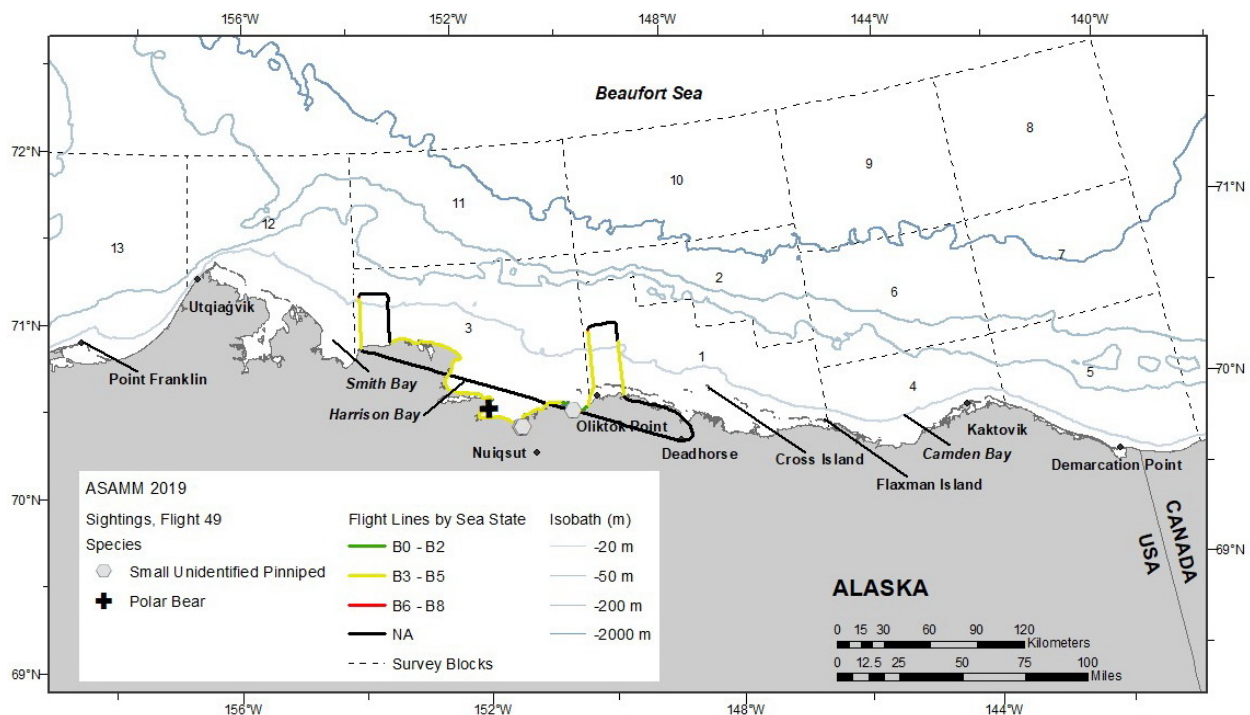 156°W 152°W 148°W 144°W 140°W
Beaufort Sea
8
72°N
9
10
71°N
11
12
13
7
2
6
Utqiaġvik
71°N
3
1
70°N
5
Point Franklin
Smith Bay
4
Harrison Bay
Oliktok Point
Kaktovik
Nuiqsut
Deadhorse
Cross Island
Camden Bay
Demarcation Point
Flaxman Island
70°N
ASAMM 2019
Sightings, Flight 49
Species
Small Unidentified Pinniped
Polar Bear
Flight Lines by Sea State
B0 - B2
B3 - B5
B6 - B8
NA
Survey Blocks
Isobath (m)
-20 m
-50 m
-200 m
-2000 m
CANADA
USA
69°N
ALASKA
0 15 30 60 90 120
Kilometers
0 12.5 25 50 75 100
Miles
69°N
156°W 152°W 148°W 144°W